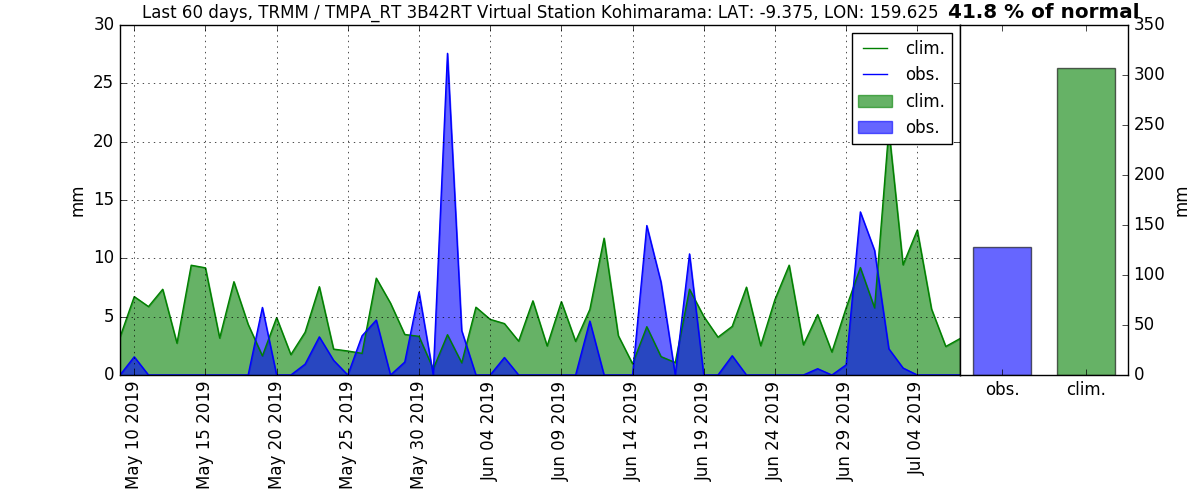 Last 60 days, TRMM / TMPA_RT 3B42RT Virtual Station Kohimarama: LAT: -9.375, LON: 159.625
41.8 % of normal
30
25
20
15
10
5
0
mm
clim.
obs.
clim.
obs.
May 10 2019
May 15 2019
May 20 2019
May 25 2019
May 30 2019
Jun 04 2019
Jun 09 2019
Jun 14 2019
Jun 19 2019
Jun 24 2019
Jun 29 2019
Jul 04 2019
350
300
250
200
150
100
50
0
mm
obs.
clim.